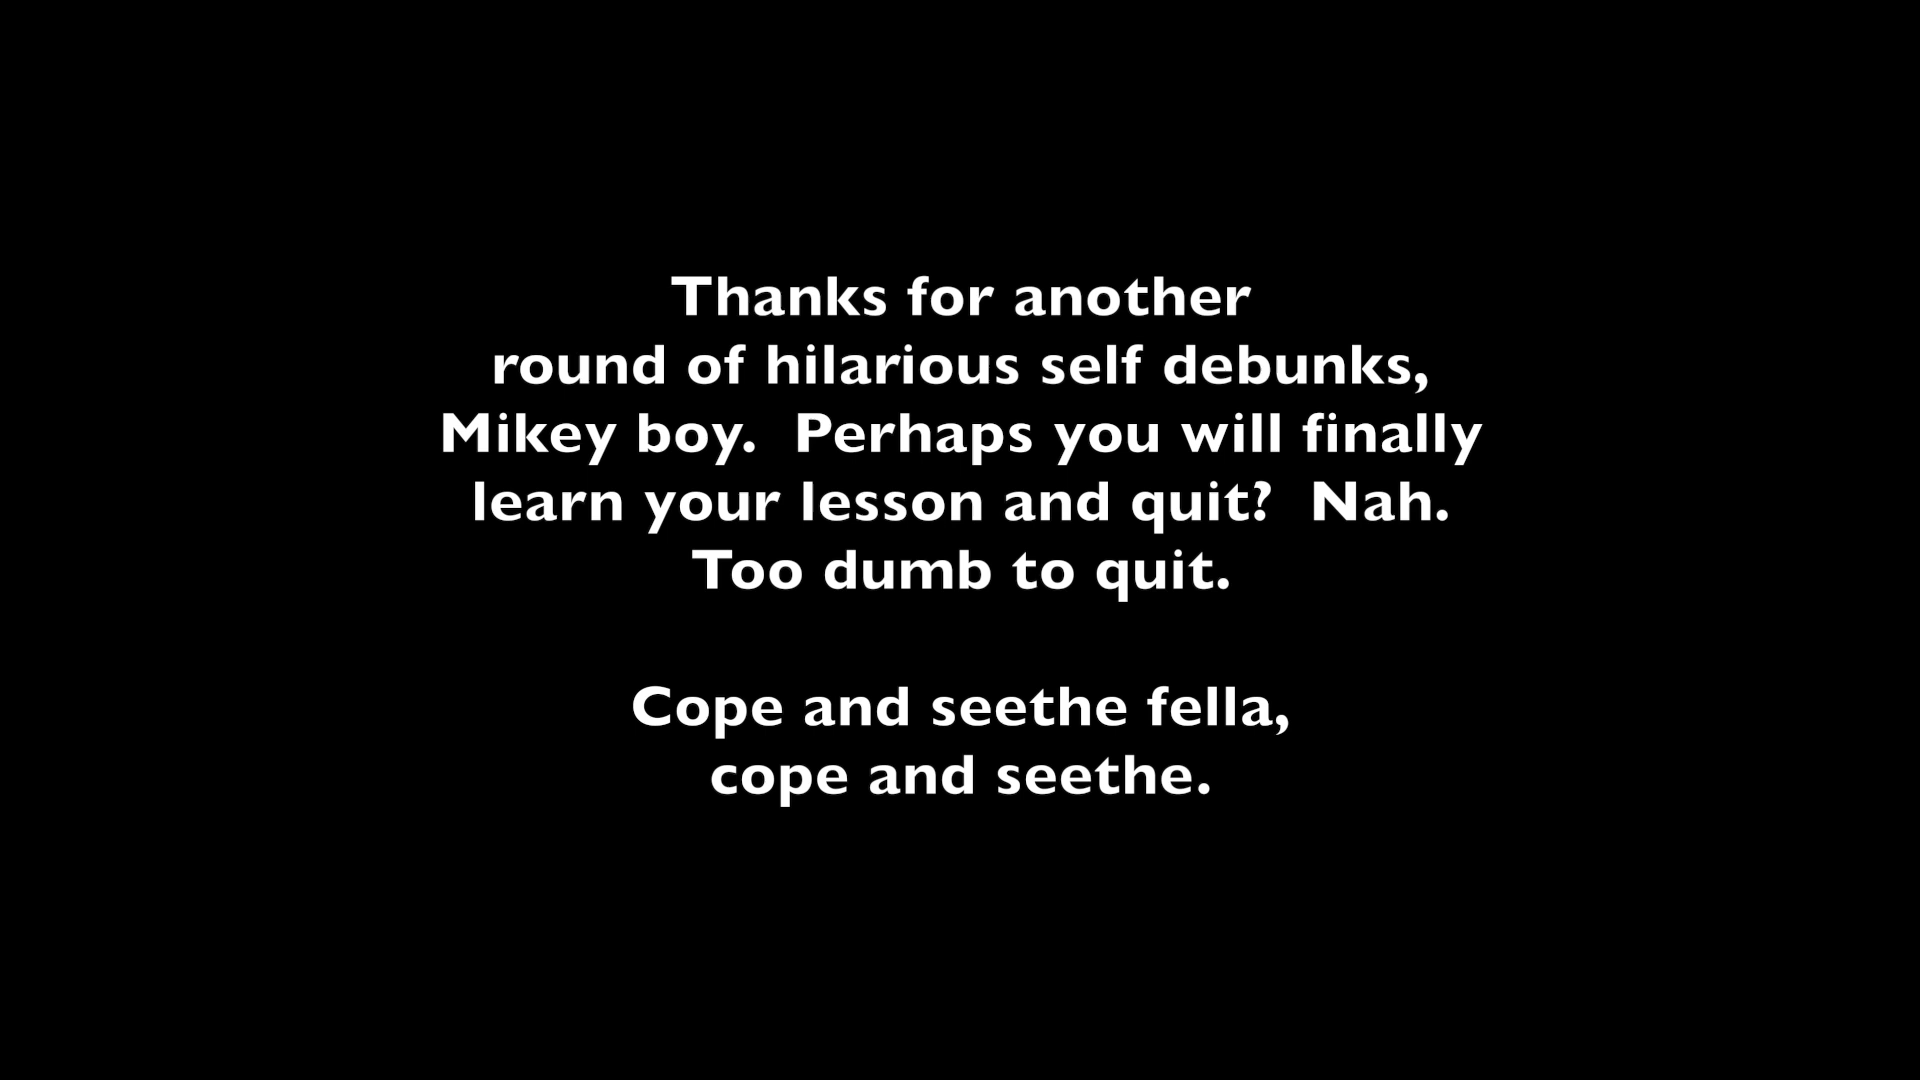 Thanks for another
round of hilarious self debunks,
Mikey boy.  Perhaps you will finally
learn your lesson and quit?  Nah.
Too dumb to quit.
Cope and seethe fella,
cope and seethe.